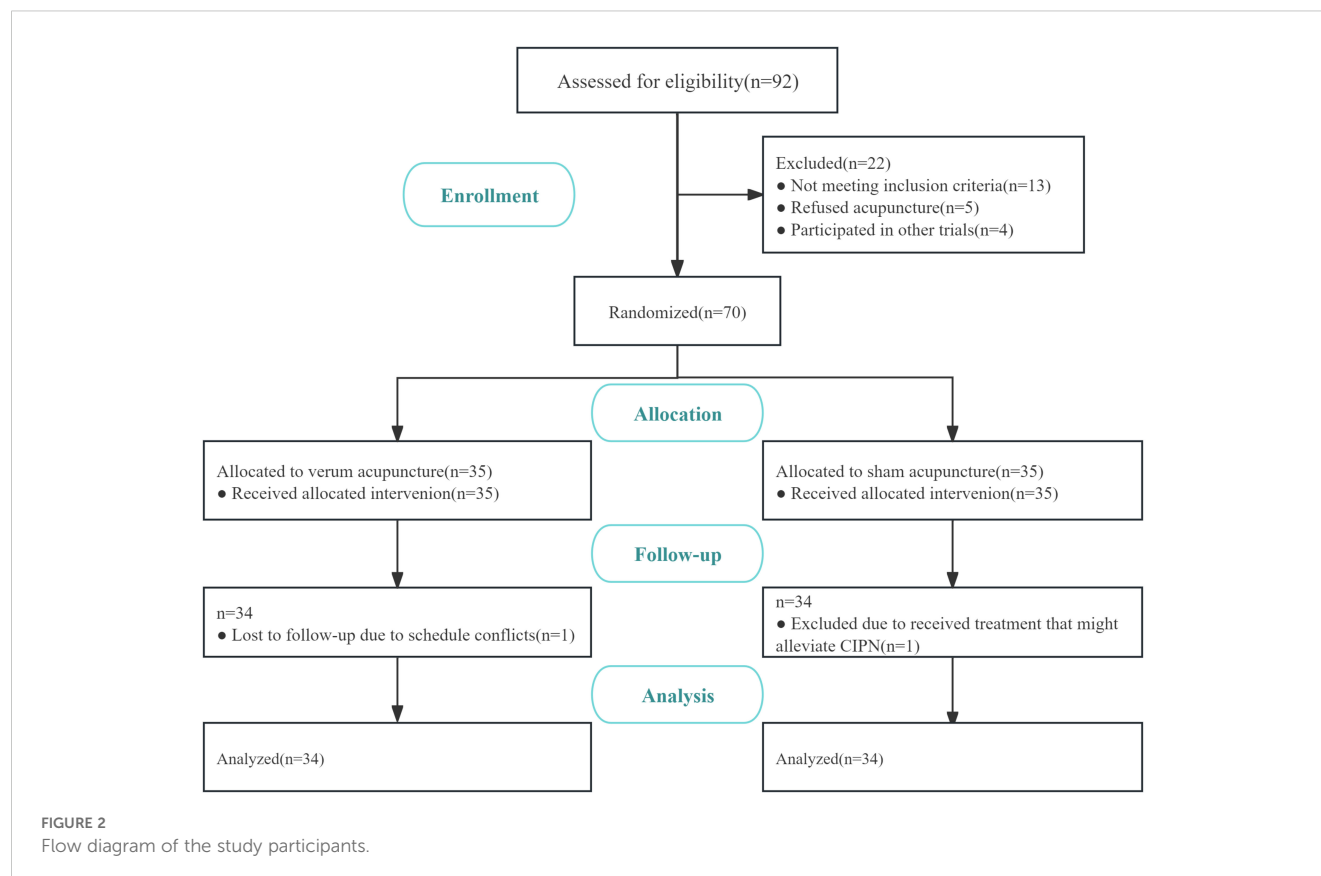 Assessed for eligibility(n=92)
Excluded(n=22)
● Not meeting inclusion criteria(n=13)
● Refused acupuncture(n=5)
● Participated in other trials(n=4)
Enrollment
Randomized(n=70)
Allocation
Allocated to verum acupuncture(n=35)
● Received allocated intervenion(n=35)
Allocated to sham acupuncture(n=35)
● Received allocated intervenion(n=35)
Follow-up
n=34
● Lost to follow-up due to schedule conflicts(n=1)
n=34
● Excluded due to received treatment that might
alleviate CIPN(n=1)
Analysis
Analyzed(n=34)
Analyzed(n=34)
FIGURE 2
Flow diagram of the study participants.